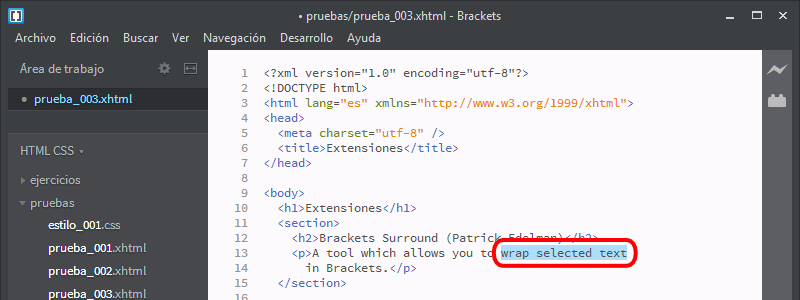 • pruebas/prueba_003.xhtml - Brackets
Archivo Edición Buscar Ver Navegación Desarrollo Ayuda
Área de trabajo
• prueba_003.xhtml
HTML CSS
ejercicios
pruebas
estilo_001.css
prueba_001.xhtml
prueba_002.xhtml
prueba_003.xhtml
1 <?xml version="1.0" encoding="utf-8"?>
2 <!DOCTYPE html>
3 <html lang="es" xmlns="http://www.w3.org/1999/xhtml">
4 <head>
5 <meta charset="utf-8" />
6 <title>Extensiones</title>
7 </head>
8
9 <body>
10 <h1>Extensiones</h1>
11 <section>
12 <h2>Brackets Surround (Patrick Edelman)</h2>
13 <p>A tool which allows you to wrap selected text
14 in Brackets.</p>
15 </section>
16